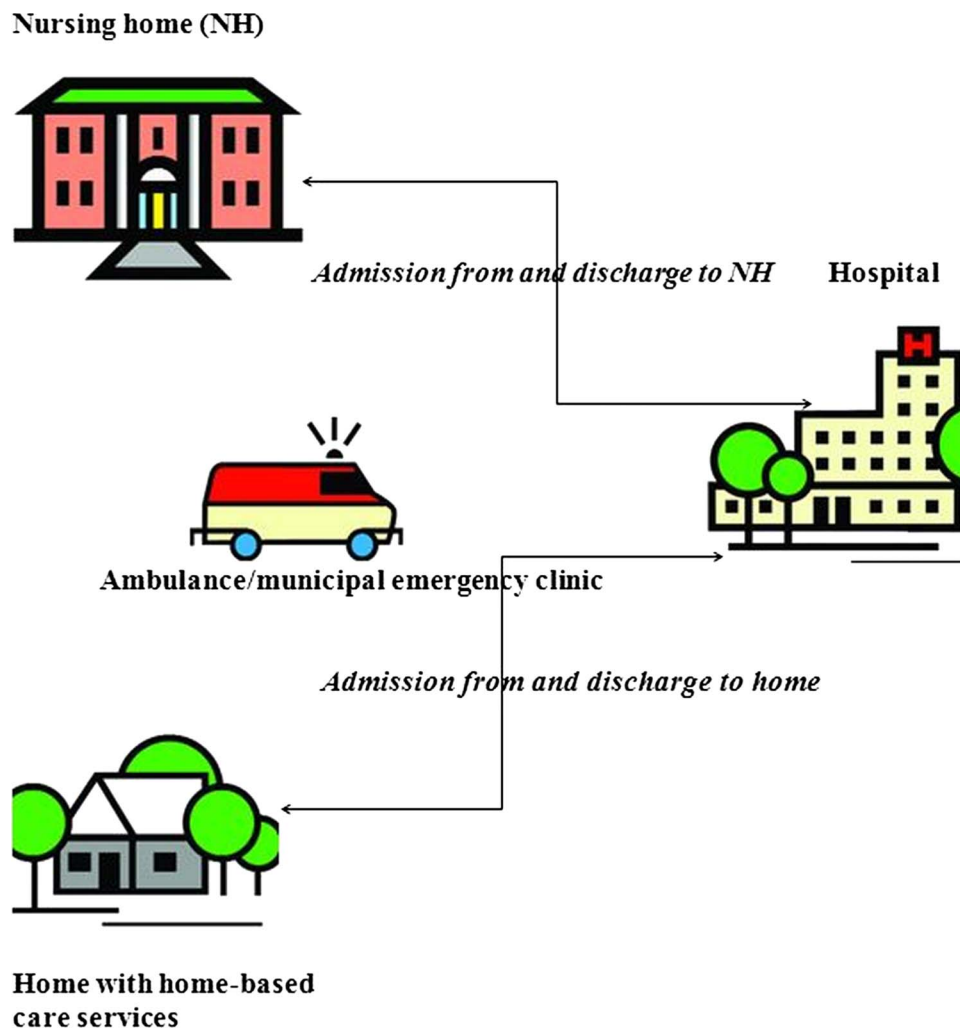 Nursing home (NH)
Admission from and discharge to NH
Hospital
H
Ambulance/municipal emergency clinic
Admission from and discharge to home
Home with home-based
care services